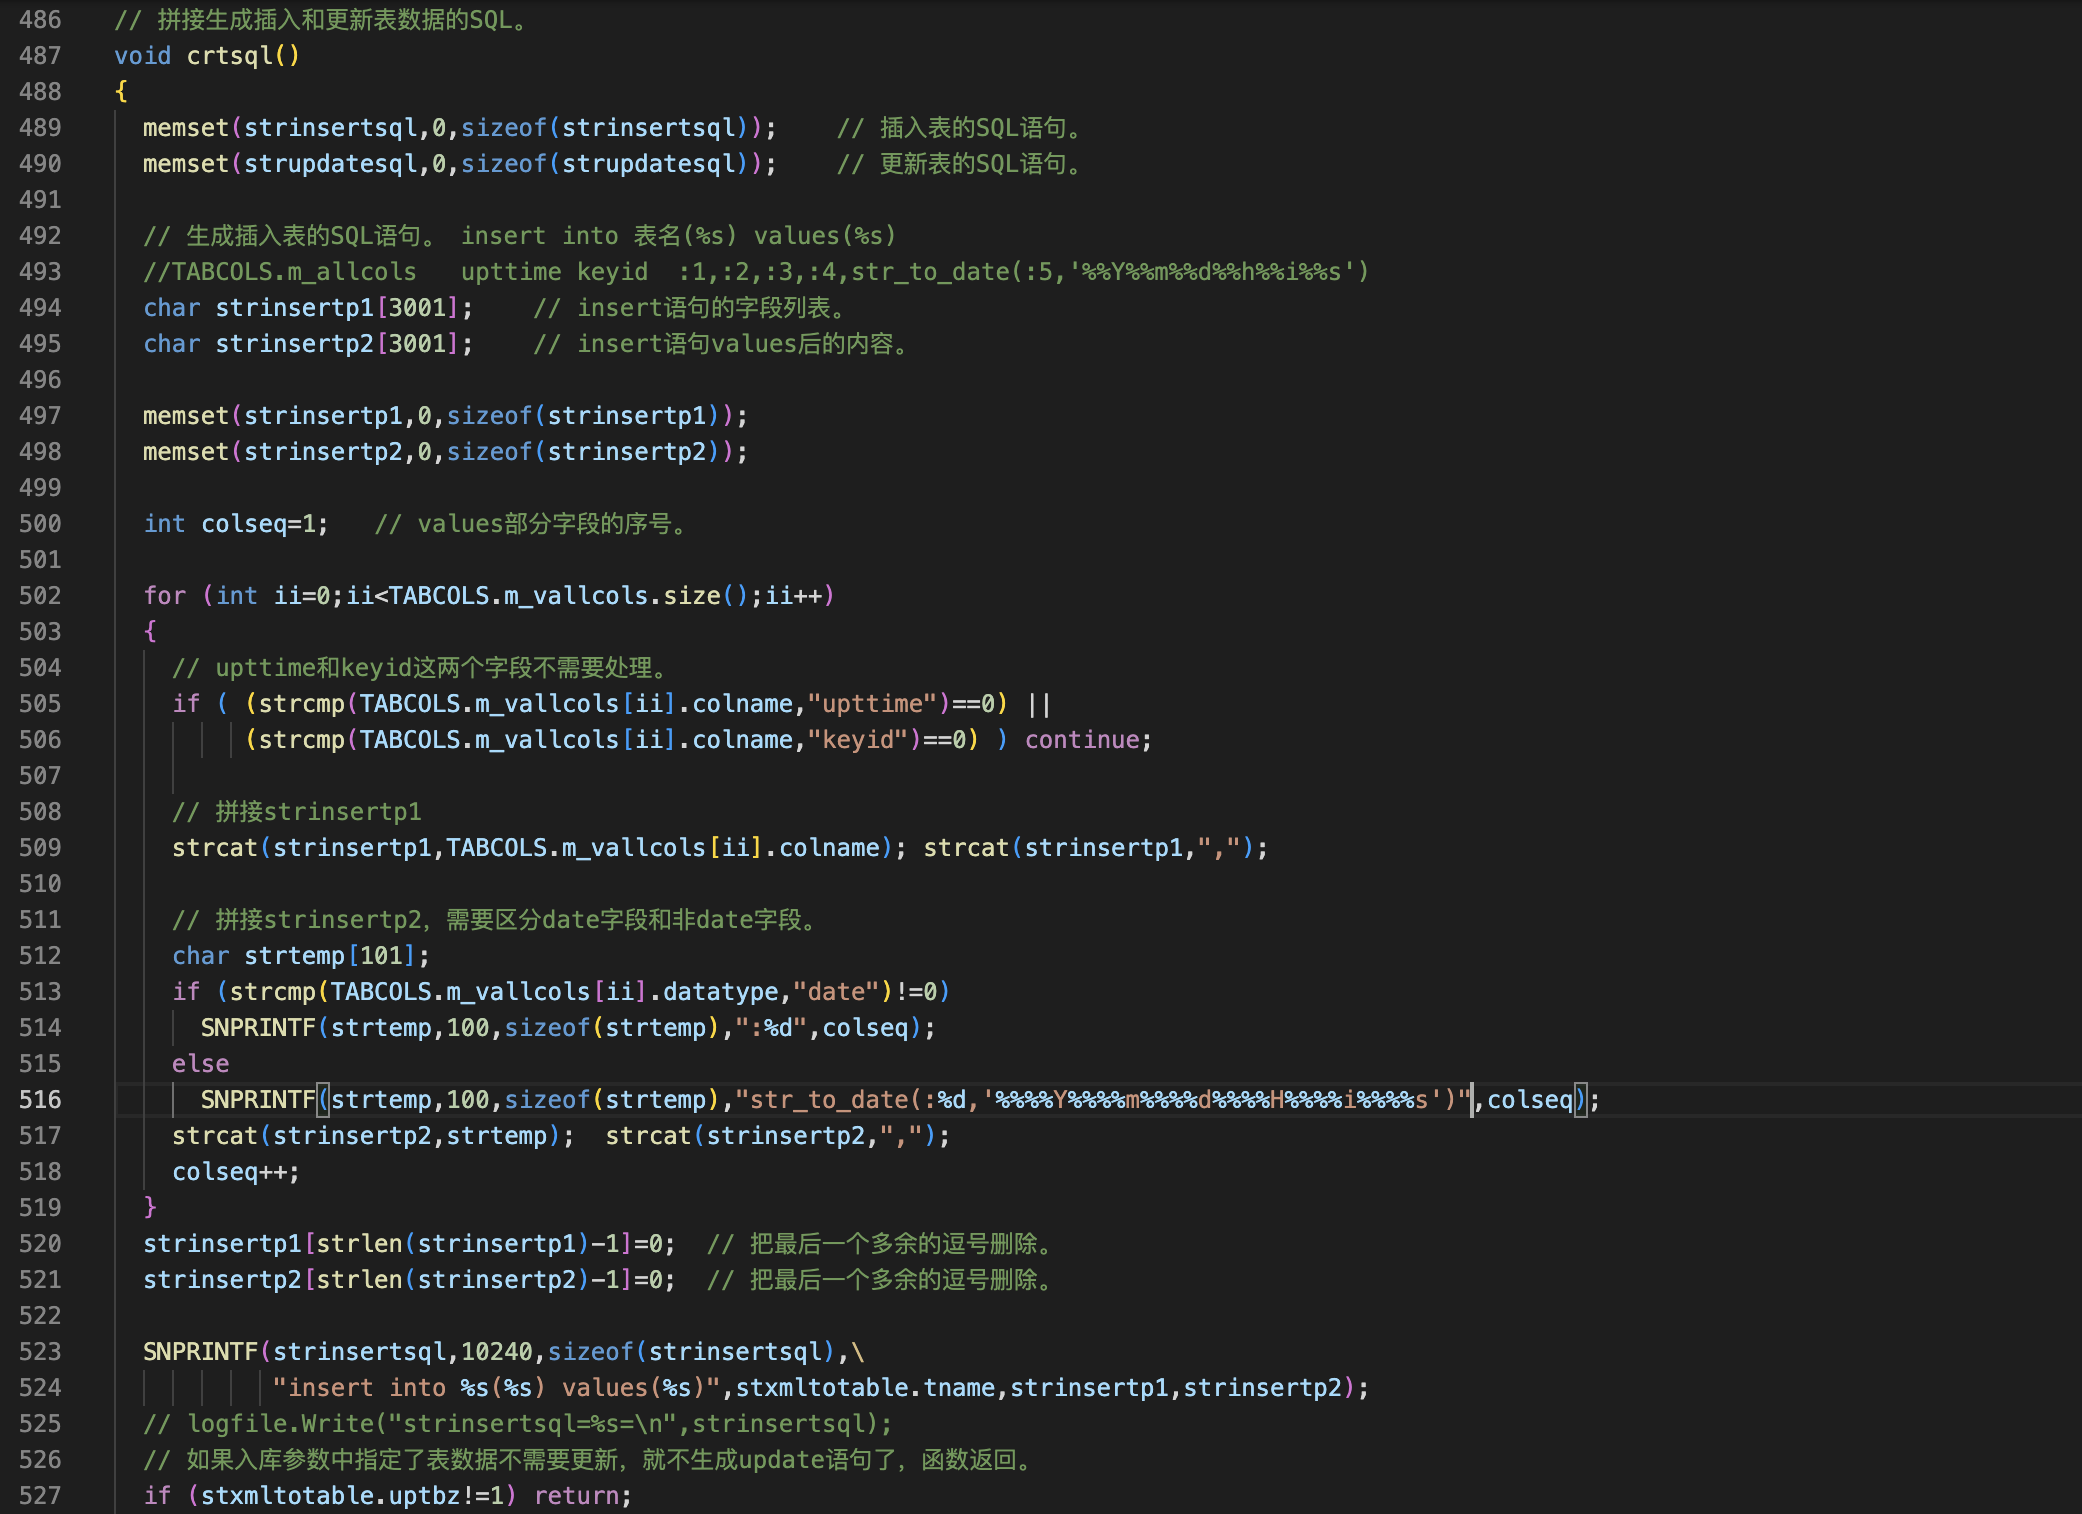 486 // 拼接生成插入和更新表数据的SQL。
487 void crtsql()
488 {
489 memset(strinsertsql,0,sizeof(strinsertsql)); // 插入表的SQL语句。
490 memset(strupdatesql,0,sizeof(strupdatesql)); // 更新表的SQL语句。
491
492 // 生成插入表的SQL语句。 insert into 表名(%s) values(%s)
493 //TABCOLS.m_allcols upttime keyid :1,:2,:3,:4,str_to_date(:5,'%%Y%%m%%d%%h%%i%%s')
494 char strinsertp1[3001]; // insert语句的字段列表。
495 char strinsertp2[3001]; // insert语句values后的内容。
496
497 memset(strinsertp1,0,sizeof(strinsertp1));
498 memset(strinsertp2,0,sizeof(strinsertp2));
499
500 int colseq=1; // values部分字段的序号。
501
502 for (int ii=0;ii<TABCOLS.m_vallcols.size();ii++)
503 {
504 // upttime和keyid这两个字段不需要处理。
505 if ( (strcmp(TABCOLS.m_vallcols[ii].colname,"upttime")==0) ||
506 (strcmp(TABCOLS.m_vallcols[ii].colname,"keyid")==0) ) continue;
507
508 // 拼接strinsertp1
509 strcat(strinsertp1,TABCOLS.m_vallcols[ii].colname); strcat(strinsertp1,",");
510
511 // 拼接strinsertp2，需要区分date字段和非date字段。
512 char strtemp[101];
513 if (strcmp(TABCOLS.m_vallcols[ii].datatype,"date")!=0)
514 SNPRINTF(strtemp,100,sizeof(strtemp),":%d",colseq);
515 else
516 SNPRINTF(strtemp,100,sizeof(strtemp),"str_to_date(:%d,'%%%%Y%%%%m%%%%d%%%%H%%%%i%%%%s')",colseq);
517 strcat(strinsertp2,strtemp); strcat(strinsertp2,",");
518 colseq++;
519 }
520 strinsertp1[strlen(strinsertp1)-1]=0; // 把最后一个多余的逗号删除。
521 strinsertp2[strlen(strinsertp2)-1]=0; // 把最后一个多余的逗号删除。
522
523 SNPRINTF(strinsertsql,10240,sizeof(strinsertsql),\
524 "insert into %s(%s) values(%s)",stxmltotable.tname,strinsertp1,strinsertp2);
525 // logfile.Write("strinsertsql=%s=\n",strinsertsql);
526 // 如果入库参数中指定了表数据不需要更新，就不生成update语句了，函数返回。
527 if (stxmltotable.uptbz!=1) return;